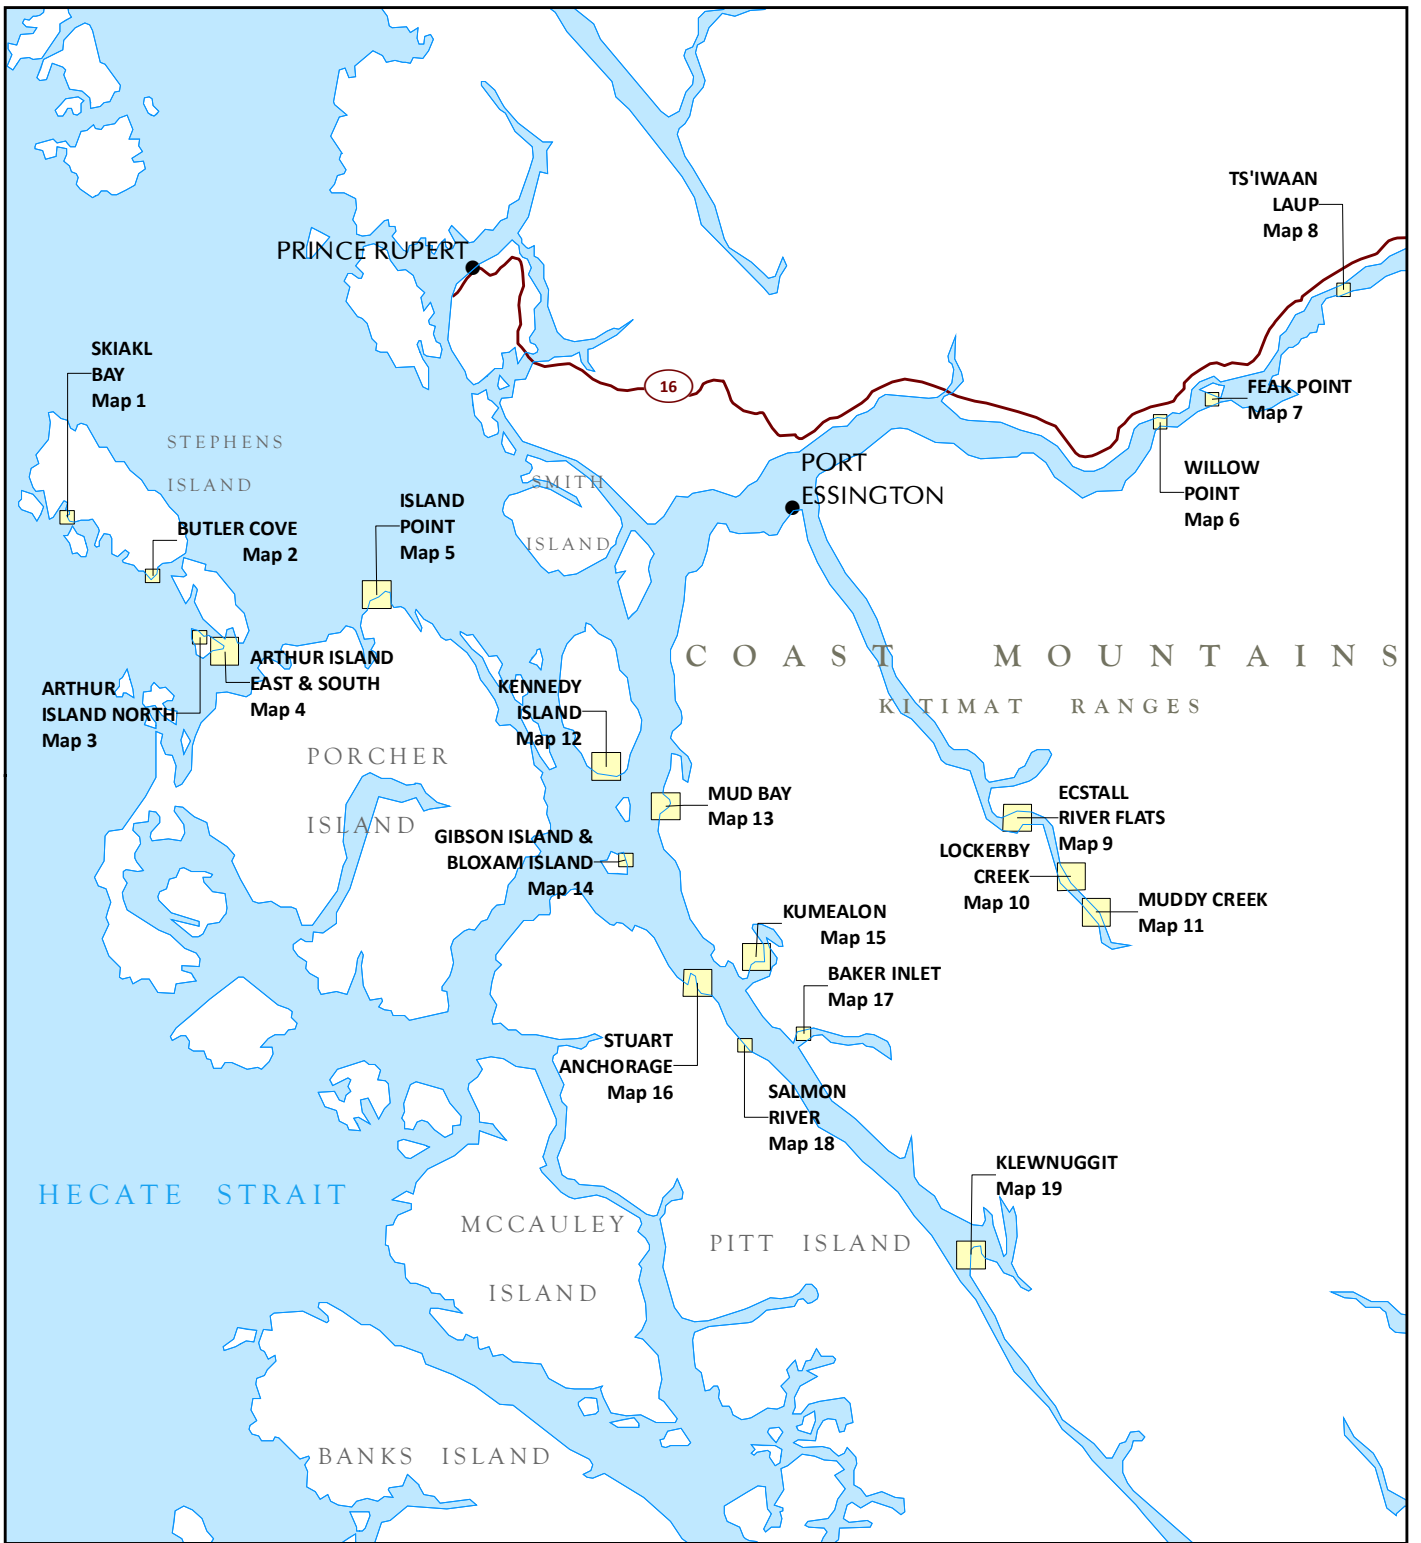 TS'IWAAN
LAUP
Map 8
PRINCE RUPERT
SKIAKL
BAY
Map 1
16
FEAK POINT
Map 7
STEPHENS
ISLAND
PORT
ESSINGTON
WILLOW
POINT
Map 6
SMITH
ISLAND
ISLAND
POINT
Map 5
BUTLER COVE
Map 2
COAST MOUNTAINS
KITIMAT RANGES
ARTHUR ISLAND
EAST & SOUTH
Map 4
ARTHUR
ISLAND NORTH
Map 3
KENNEDY
ISLAND
Map 12
PORCHER
ISLAND
MUD BAY
Map 13
ECSTALL
RIVER FLATS
Map 9
GIBSON ISLAND &
BLOXAM ISLAND
Map 14
LOCKERBY
CREEK
Map 10
MUDDY CREEK
Map 11
KUMEALON
Map 15
BAKER INLET
Map 17
STUART
ANCHORAGE
Map 16
SALMON
RIVER
Map 18
KLEWNUGGIT
Map 19
HECATE STRAIT
MCCAULEY
ISLAND
PITT ISLAND
BANKS ISLAND